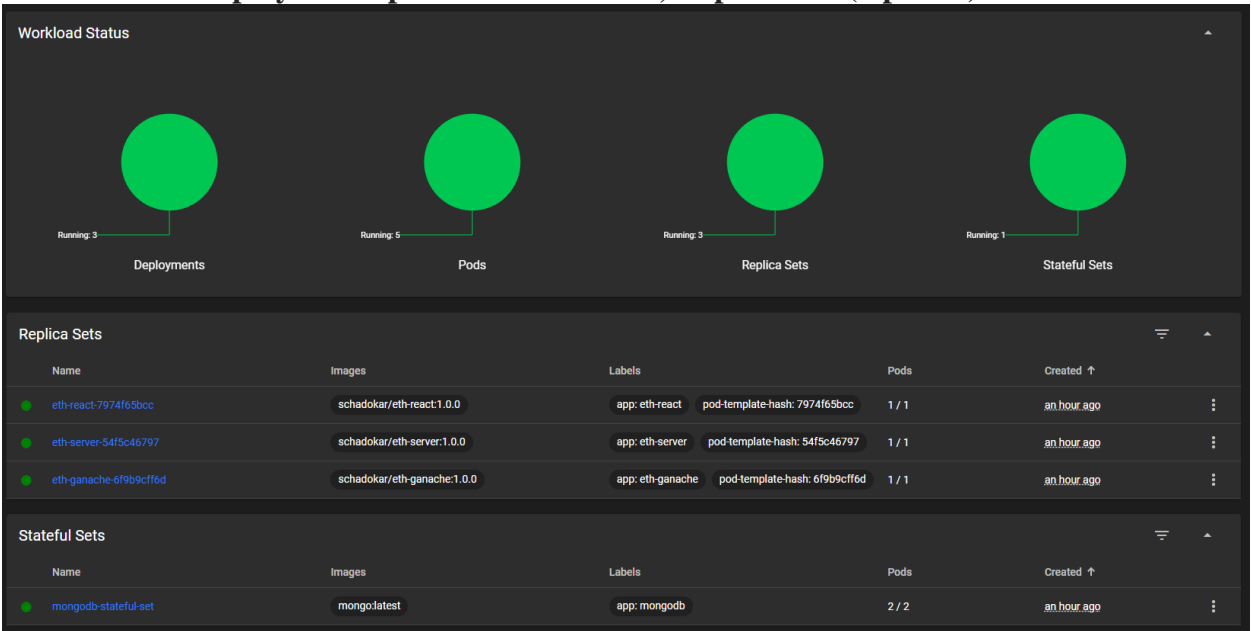 Workload Status
Running: 3 Running: 5 Running: 3 Running: 1
Deployments Pods Replica Sets Stateful Sets
Replica Sets
Name Images Labels Pods Created ↑
eth-react-7974f65bcc schadokar/eth-react:1.0.0 app: eth-react pod-template-hash: 7974f65bcc 1 / 1 an hour ago
eth-server-54f5c46797 schadokar/eth-server:1.0.0 app: eth-server pod-template-hash: 54f5c46797 1 / 1 an hour ago
eth-ganache-6f9b9cff6d schadokar/eth-ganache:1.0.0 app: eth-ganache pod-template-hash: 6f9b9cff6d 1 / 1 an hour ago
Stateful Sets
Name Images Labels Pods Created ↑
mongodb-stateful-set mongo:latest app: mongodb 2 / 2 an hour ago